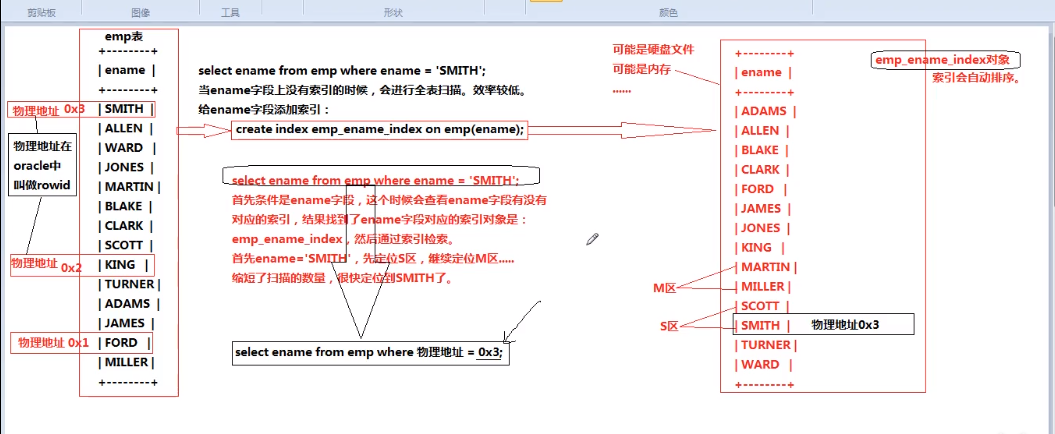 剪贴板
图像
工具
形状
颜色
emp表
+--------+
| ename |
+--------+
| SMITH |
| ALLEN |
| WARD |
| JONES |
| MARTIN |
| BLAKE |
| CLARK |
| SCOTT |
| KING |
| TURNER |
| ADAMS |
| JAMES |
| FORD |
| MILLER |
+--------+
物理地址 0x3
物理地址在
oracle中
叫做rowid
物理地址 0x2
物理地址 0x1
select ename from emp where ename = 'SMITH';
当ename字段上没有索引的时候，会进行全表扫描。效率较低。
给ename字段添加索引：
create index emp_ename_index on emp(ename);
select ename from emp where ename = 'SMITH';
首先条件是ename字段，这个时候会查看ename字段有没有
对应的索引，结果找到了ename字段对应的索引对象是：
emp_ename_index，然后通过索引检索。
首先ename='SMITH'，先定位S区，继续定位M区.....
缩短了扫描的数量，很快定位到SMITH了。
select ename from emp where 物理地址 = 0x3;
可能是硬盘文件
可能是内存
......
+--------+
| ename |
+--------+
| ADAMS |
| ALLEN |
| BLAKE |
| CLARK |
| FORD |
| JAMES |
| JONES |
| KING |
| MARTIN |
| MILLER |
| SCOTT |
| SMITH | 物理地址0x3
| TURNER |
| WARD |
+--------+
M区
S区
emp_ename_index对象
索引会自动排序。